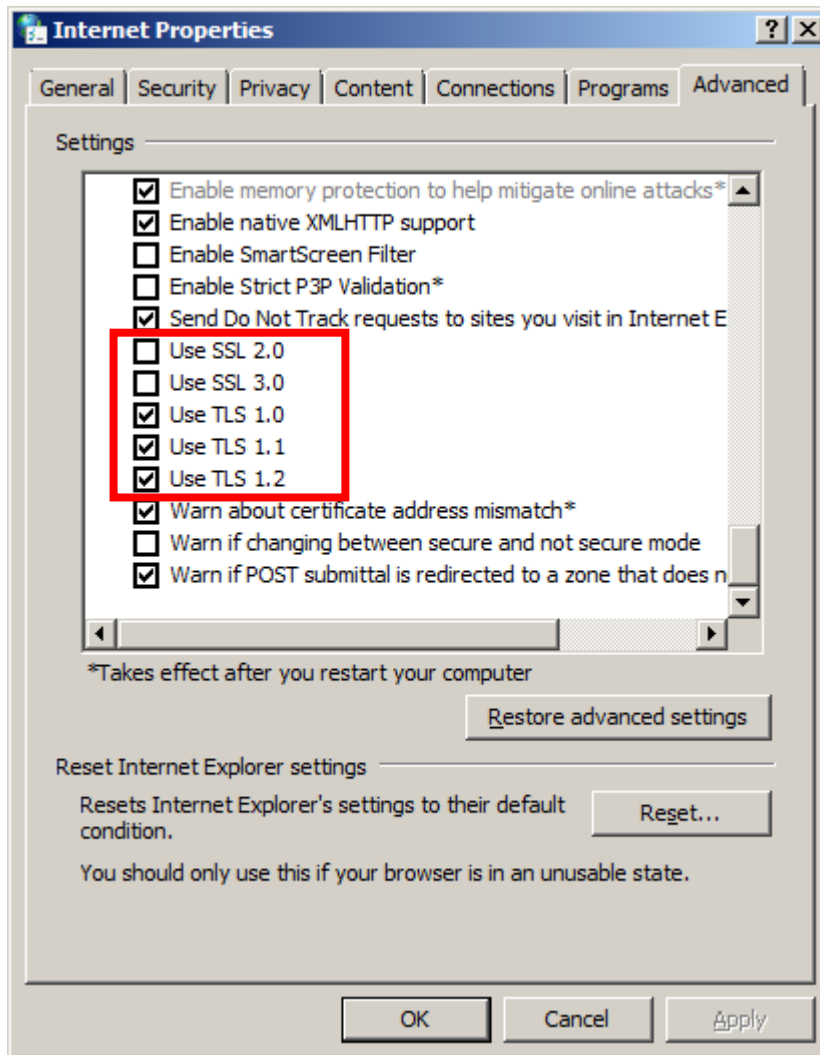 Internet Properties
General Security Privacy Content Connections Programs Advanced
Settings
Enable memory protection to help mitigate online attacks*
Enable native XMLHTTP support
Enable SmartScreen Filter
Enable Strict P3P Validation*
Send Do Not Track requests to sites you visit in Internet E
Use SSL 2.0
Use SSL 3.0
Use TLS 1.0
Use TLS 1.1
Use TLS 1.2
Warn about certificate address mismatch*
Warn if changing between secure and not secure mode
Warn if POST submittal is redirected to a zone that does n
*Takes effect after you restart your computer
Restore advanced settings
Reset Internet Explorer settings
Resets Internet Explorer's settings to their default
condition.
Reset...
You should only use this if your browser is in an unusable state.
OK Cancel Apply